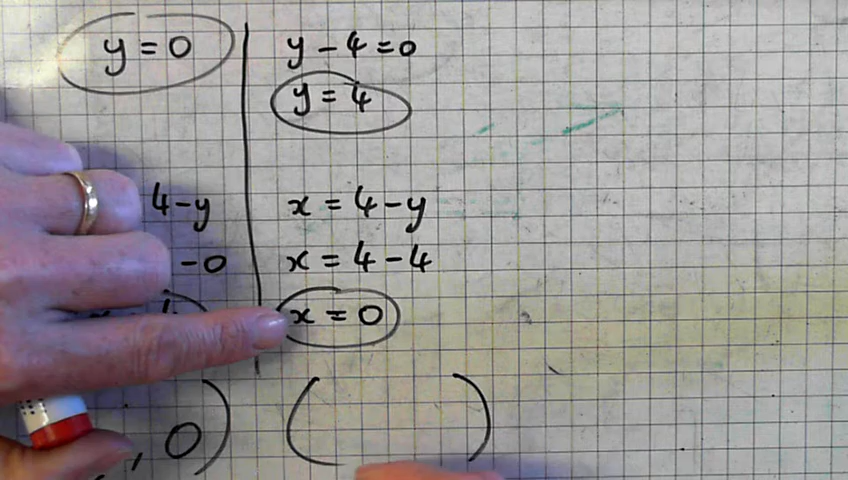 y = 0
y - 4 = 0
y = 4
4 - y
- 0
x = 4 - y
x = 4 - 4
x = 0
, 0 )
( )